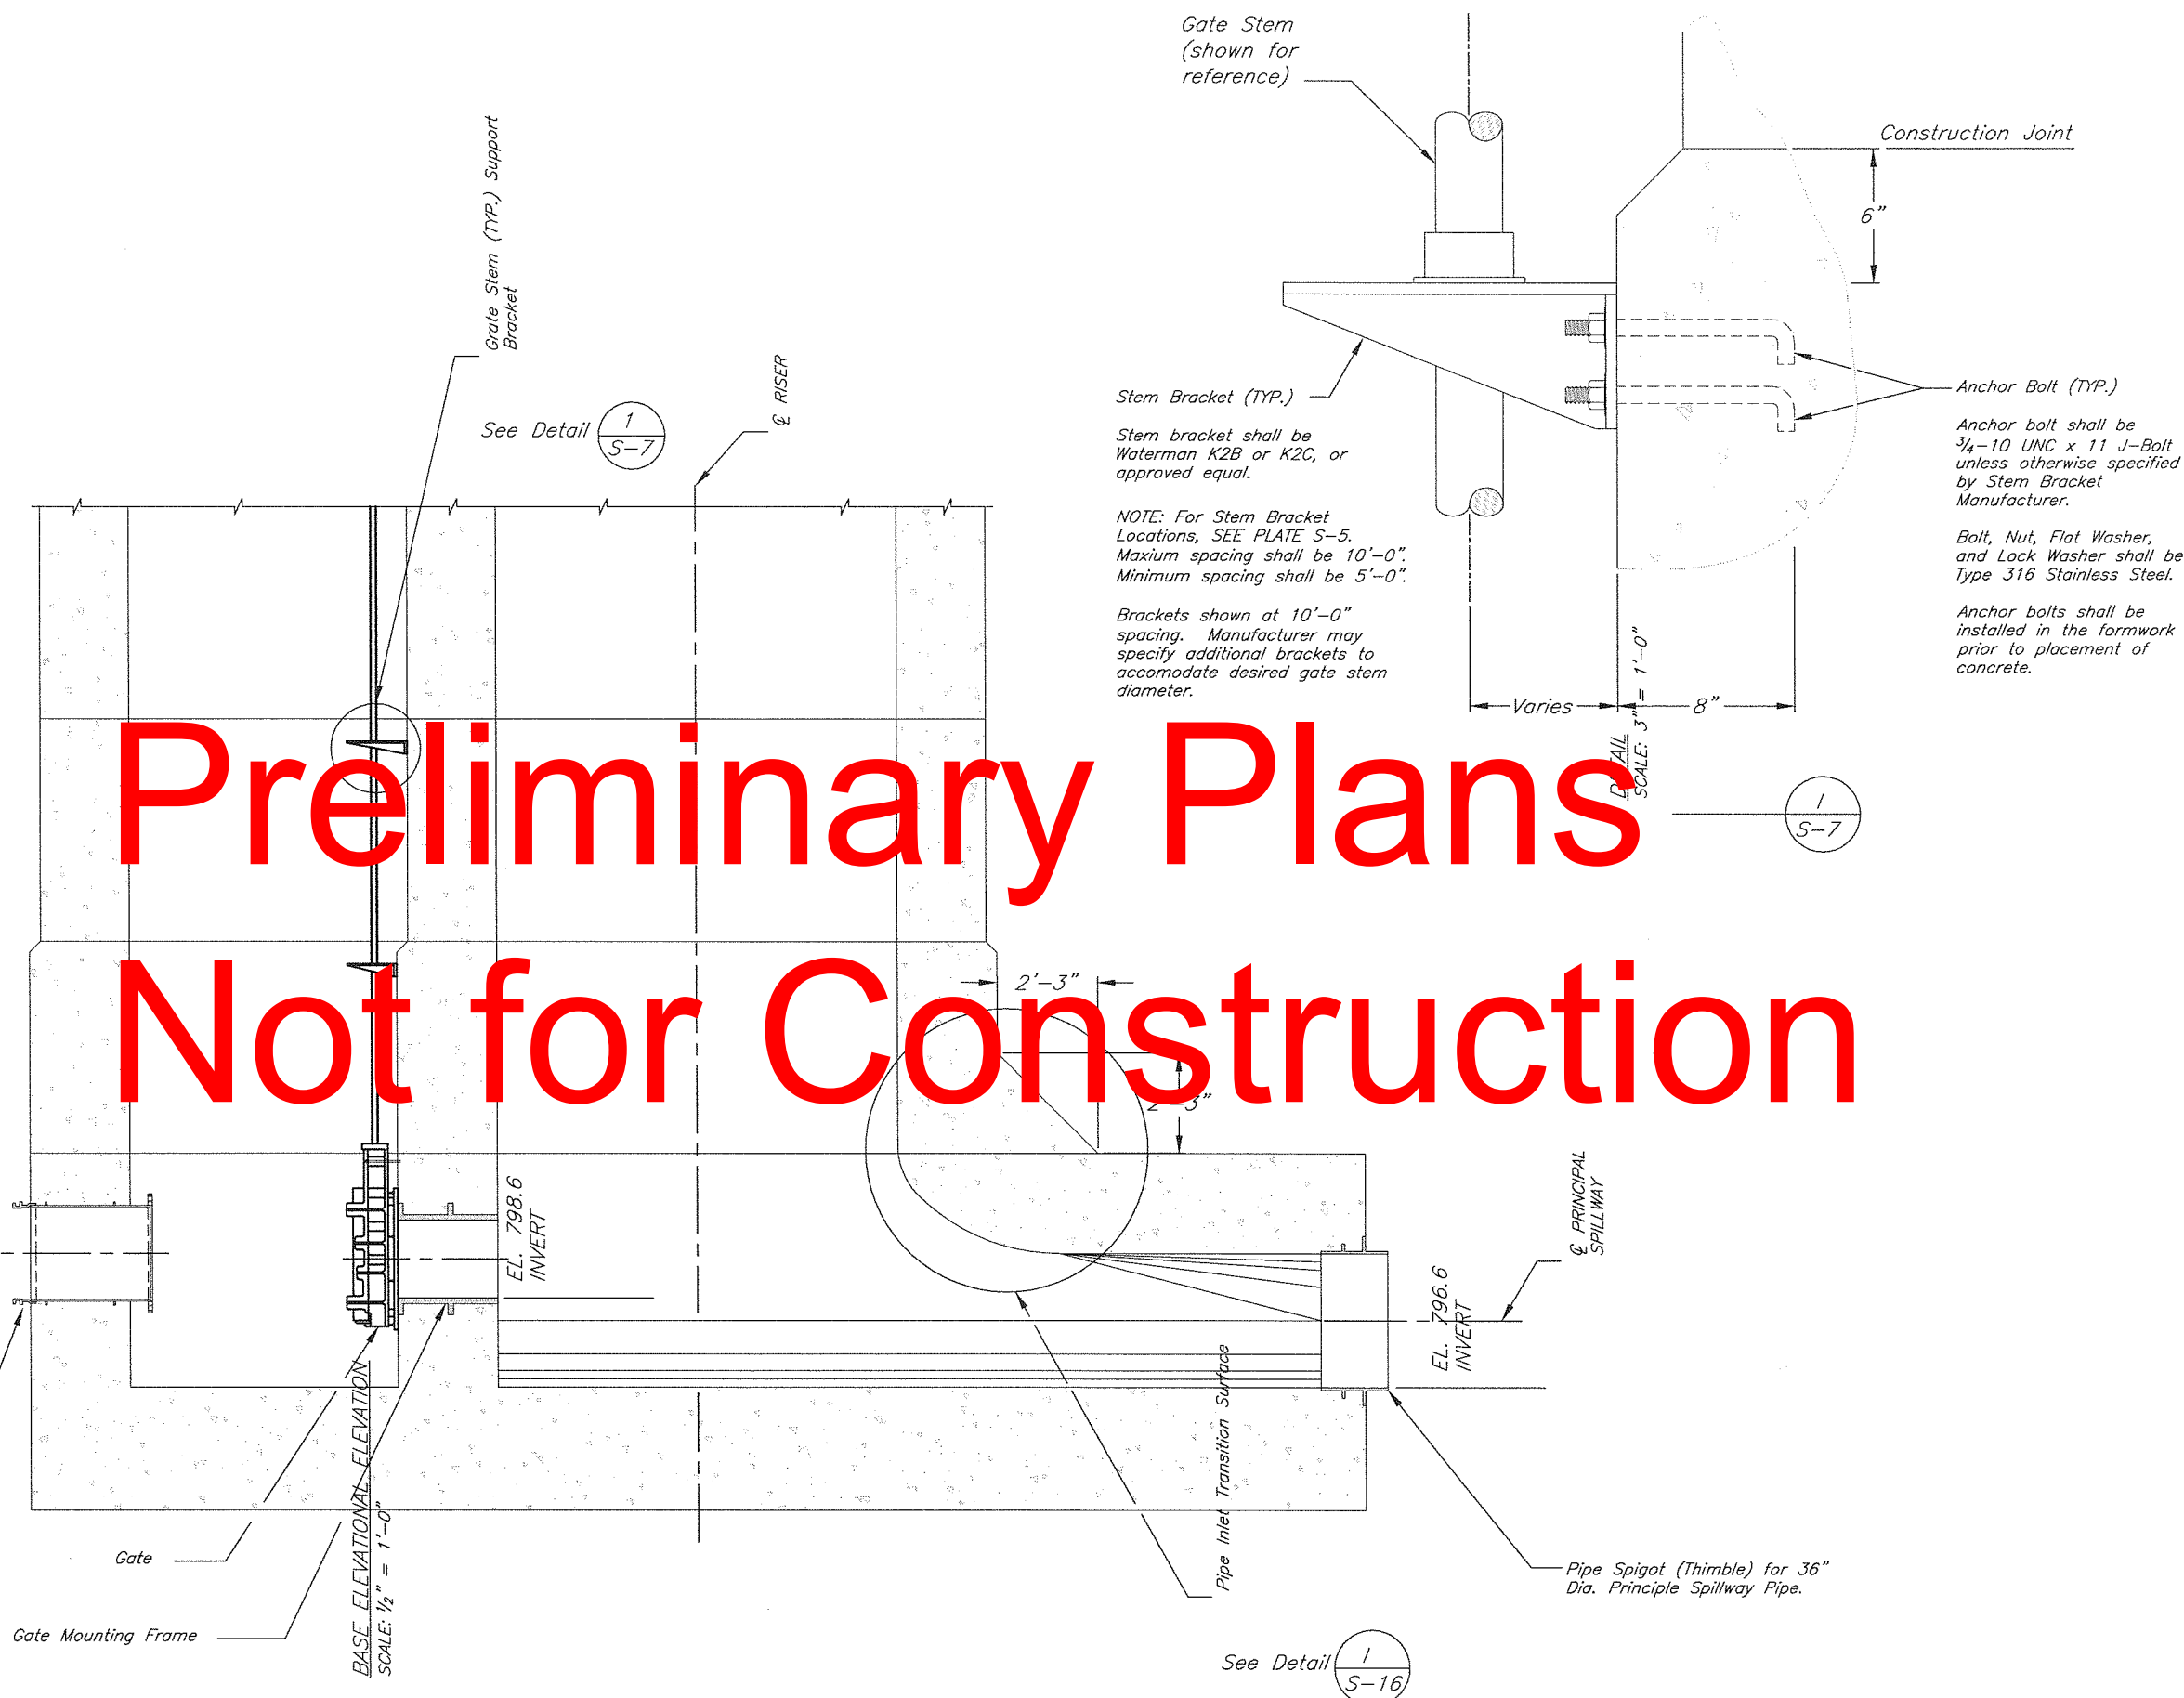 Gate Stem
(shown for
reference)
Construction Joint
6"
Grate Stem (TYP.) Support
Bracket
See Detail
1
S-7
℄ RISER
Stem Bracket (TYP.)
Stem bracket shall be
Waterman K2B or K2C, or
approved equal.
NOTE: For Stem Bracket
Locations, SEE PLATE S-5.
Maxium spacing shall be 10'-0".
Minimum spacing shall be 5'-0".
Brackets shown at 10'-0"
spacing. Manufacturer may
specify additional brackets to
accomodate desired gate stem
diameter.
Anchor Bolt (TYP.)
Anchor bolt shall be
3/4-10 UNC x 11 J-Bolt
unless otherwise specified
by Stem Bracket
Manufacturer.
Bolt, Nut, Flat Washer,
and Lock Washer shall be
Type 316 Stainless Steel.
Anchor bolts shall be
installed in the formwork
prior to placement of
concrete.
Varies
8"
DETAIL
SCALE: 3" = 1'-0"
1
S-7
Preliminary Plans
Not for Construction
2'-3"
2'-3"
EL. 798.6
INVERT
℄ PRINCIPAL
SPILLWAY
EL. 796.6
INVERT
Pipe Inlet Transition Surface
BASE ELEVATIONAL ELEVATION
SCALE: 1/2" = 1'-0"
Gate
Gate Mounting Frame
Pipe Spigot (Thimble) for 36"
Dia. Principle Spillway Pipe.
See Detail
1
S-16